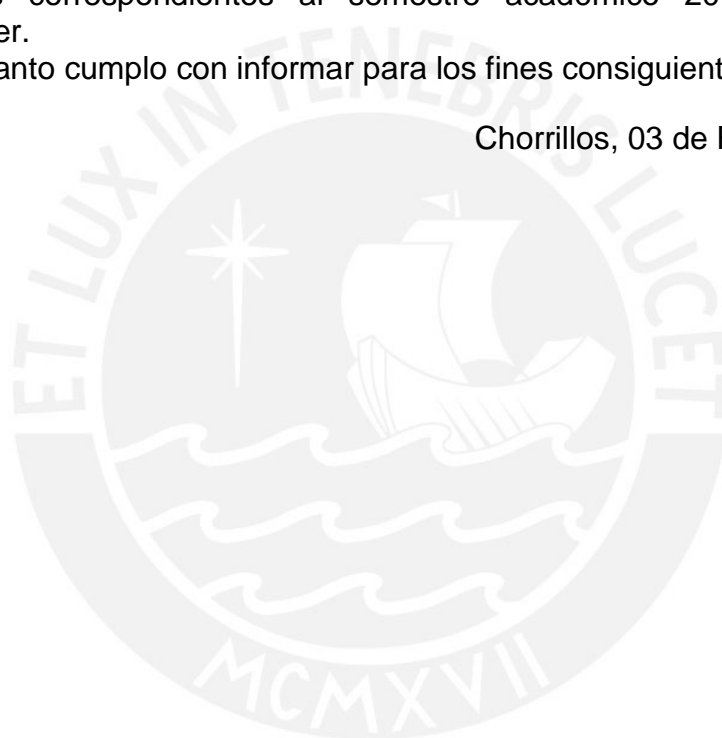 s correspondientes al semestre académico 20
er.
anto cumplo con informar para los fines consiguient
Chorrillos, 03 de
ET LUX IN TENEBRIS LUCET
MCMXVII